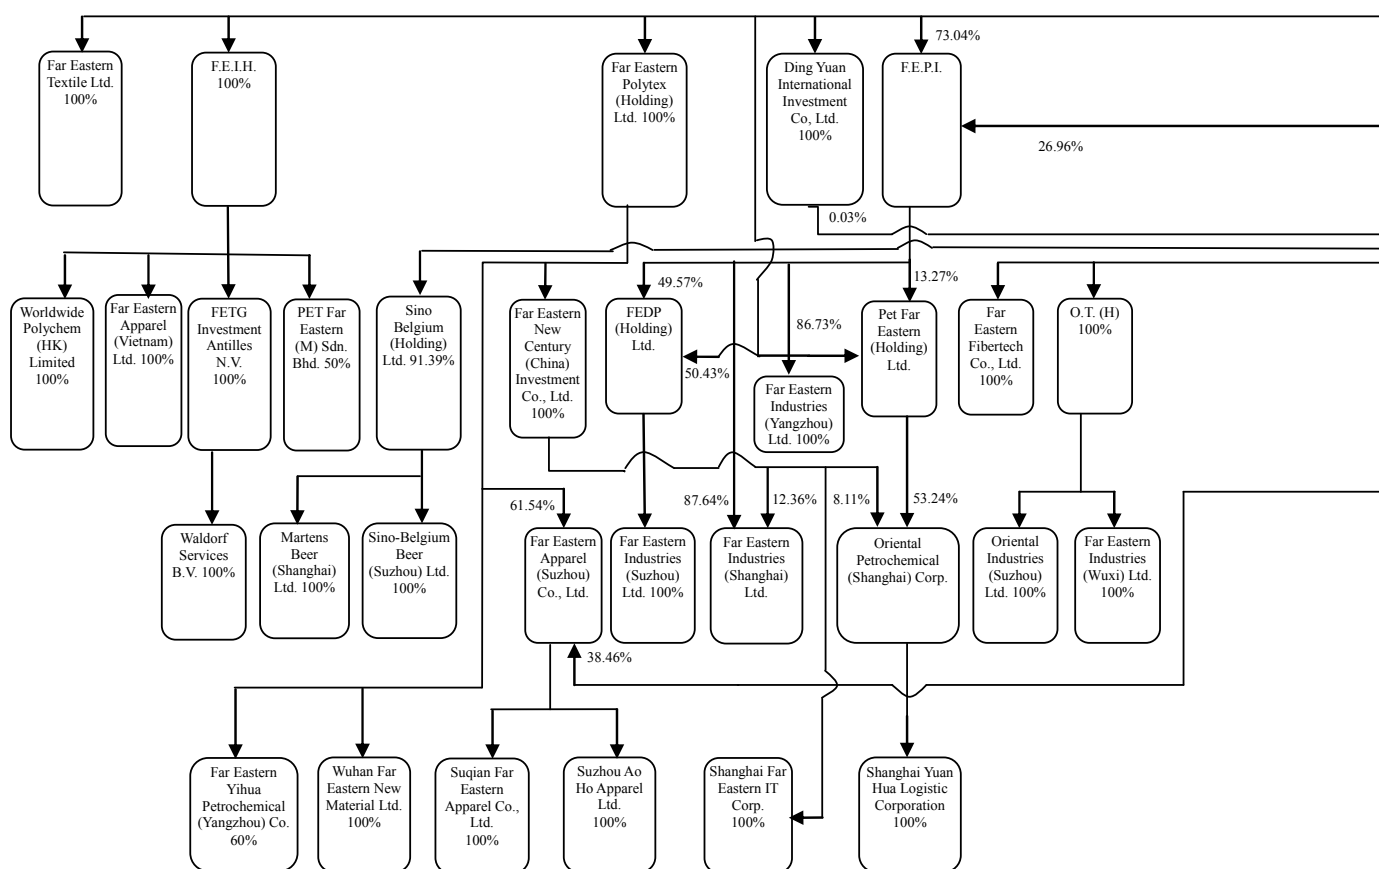 73.04%
Far Eastern
Textile Ltd.
100%
F.E.I.H.
100%
Far Eastern
Polytex
(Holding)
Ltd. 100%
Ding Yuan
International
Investment
Co, Ltd.
100%
F.E.P.I.
26.96%
0.03%
49.57%
13.27%
Worldwide
Polychem
(HK)
Limited
100%
Far Eastern
Apparel
(Vietnam)
Ltd. 100%
FETG
Investment
Antilles
N.V.
100%
PET Far
Eastern
(M) Sdn.
Bhd. 50%
Sino
Belgium
(Holding)
Ltd. 91.39%
Far Eastern
New
Century
(China)
Investment
Co., Ltd.
100%
FEDP
(Holding)
Ltd.
86.73%
50.43%
Far Eastern
Industries
(Yangzhou)
Ltd. 100%
Pet Far
Eastern
(Holding)
Ltd.
Far
Eastern
Fibertech
Co., Ltd.
100%
O.T. (H)
100%
61.54%
87.64%
12.36%
8.11%
53.24%
Waldorf
Services
B.V. 100%
Martens
Beer
(Shanghai)
Ltd. 100%
Sino-Belgium
Beer
(Suzhou) Ltd.
100%
Far Eastern
Apparel
(Suzhou)
Co., Ltd.
Far Eastern
Industries
(Suzhou)
Ltd. 100%
Far Eastern
Industries
(Shanghai)
Ltd.
Oriental
Petrochemical
(Shanghai) Corp.
Oriental
Industries
(Suzhou)
Ltd. 100%
Far Eastern
Industries
(Wuxi) Ltd.
100%
38.46%
Far Eastern
Yihua
Petrochemical
(Yangzhou) Co.
60%
Wuhan Far
Eastern New
Material Ltd.
100%
Suqian Far
Eastern
Apparel Co.,
Ltd.
100%
Suzhou Ao
Ho Apparel
Ltd.
100%
Shanghai Far
Eastern IT
Corp.
100%
Shanghai Yuan
Hua Logistic
Corporation
100%